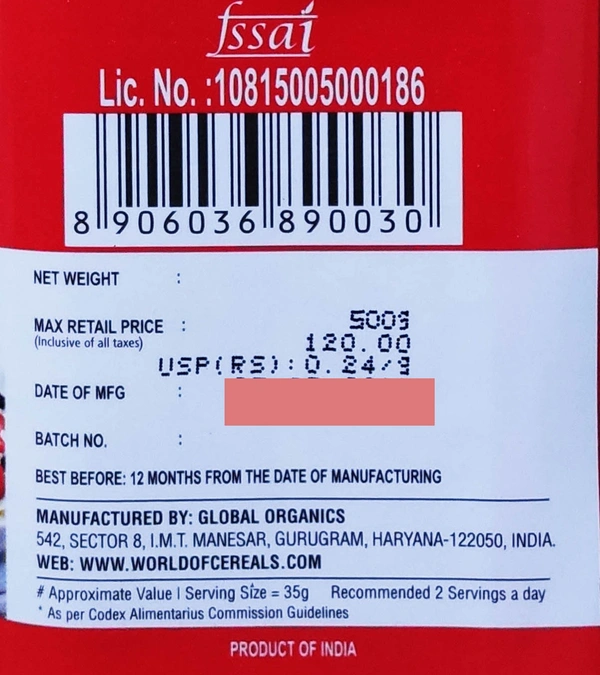 fssai
Lic. No. :10815005000186
8 906036 890030
NET WEIGHT :
500g
MAX RETAIL PRICE : 120.00
(Inclusive of all taxes)
USP(RS):0.24/g
DATE OF MFG :
BATCH NO. :
BEST BEFORE: 12 MONTHS FROM THE DATE OF MANUFACTURING
MANUFACTURED BY: GLOBAL ORGANICS
542, SECTOR 8, I.M.T. MANESAR, GURUGRAM, HARYANA-122050, INDIA.
WEB: WWW.WORLDOFCEREALS.COM
# Approximate Value | Serving Size = 35g Recommended 2 Servings a day
* As per Codex Alimentarius Commission Guidelines
PRODUCT OF INDIA